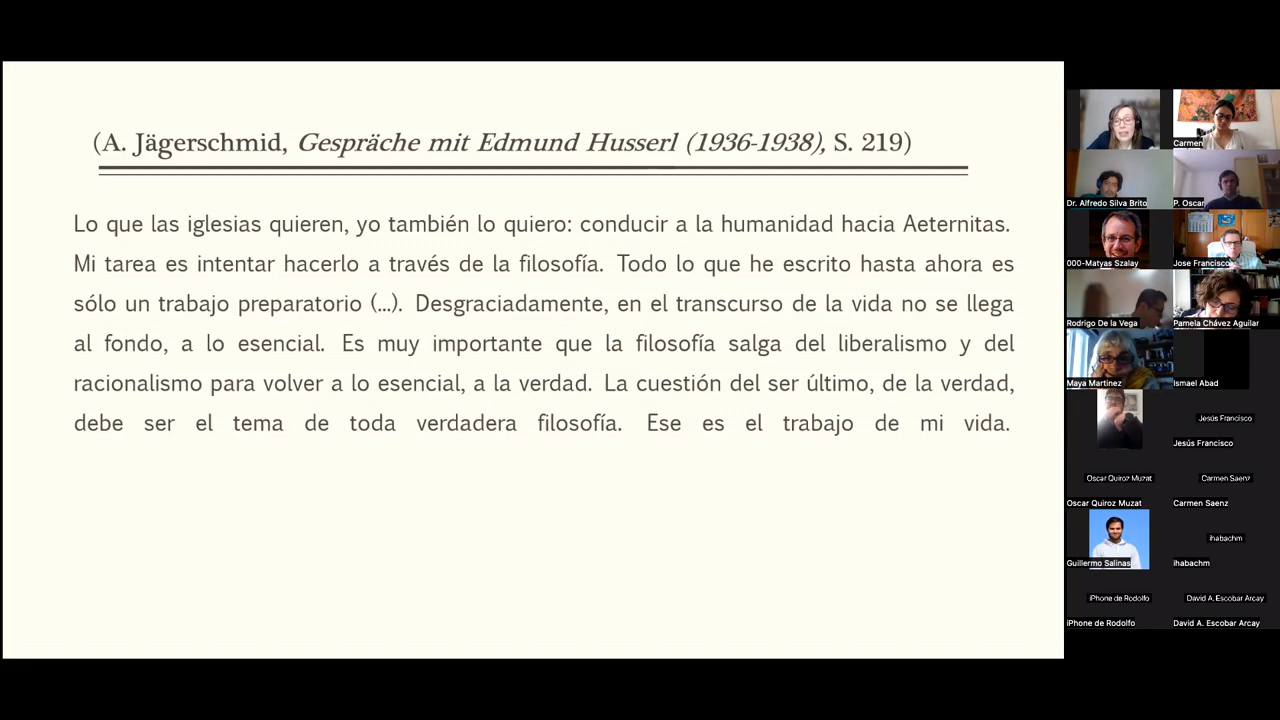 (A. Jägerschmid, Gespräche mit Edmund Husserl (1936-1938), S. 219)
Lo que las iglesias quieren, yo también lo quiero: conducir a la humanidad hacia Aeternitas.
Mi tarea es intentar hacerlo a través de la filosofía. Todo lo que he escrito hasta ahora es
sólo un trabajo preparatorio (...). Desgraciadamente, en el transcurso de la vida no se llega
al fondo, a lo esencial. Es muy importante que la filosofía salga del liberalismo y del
racionalismo para volver a lo esencial, a la verdad. La cuestión del ser último, de la verdad,
debe ser el tema de toda verdadera filosofía. Ese es el trabajo de mi vida.
Carmen
Dr. Alfredo Silva Brito
P. Oscar
000-Matyas Szalay
Jose Francisco
Rodrigo De la Vega
Pamela Chávez Aguilar
Maya Martínez
Ismael Abad
Jesús Francisco
Jesús Francisco
Oscar Quiroz Muzat
Carmen Saenz
Oscar Quiroz Muzat
Carmen Saenz
ihabachm
Guillermo Salinas
ihabachm
iPhone de Rodolfo
David A. Escobar Arcay
iPhone de Rodolfo
David A. Escobar Arcay